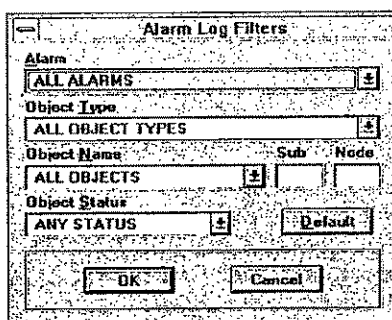 Alarm Log Filters
Alarm
ALL ALARMS
Object Type
ALL OBJECT TYPES
Object Name Sub Node
ALL OBJECTS
Object Status
ANY STATUS Default
OK Cancel